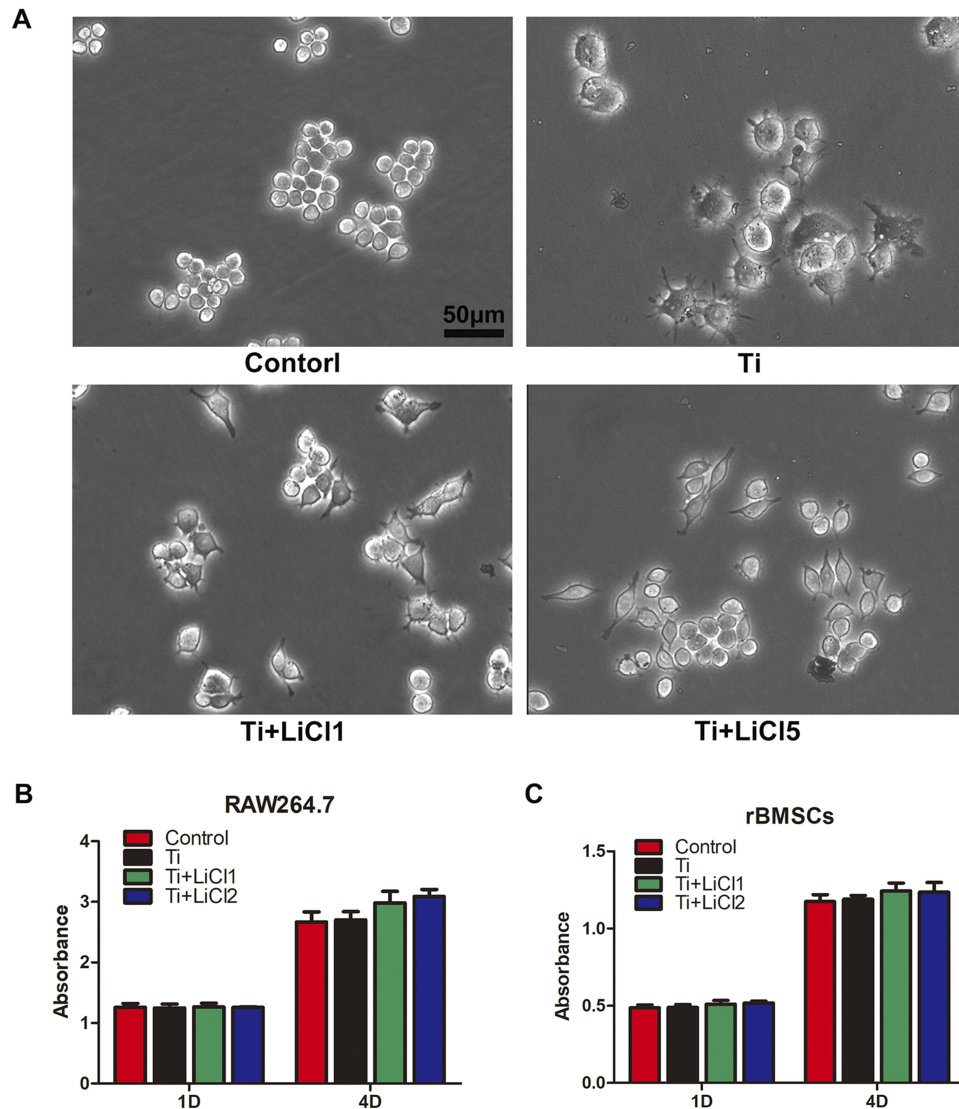 A
50µm
Contorl
Ti
Ti+LiCl1
Ti+LiCl5
B
RAW264.7
Control
Ti
Ti+LiCl1
Ti+LiCl2
Absorbance
4
3
2
1
0
1D
4D
C
rBMSCs
Control
Ti
Ti+LiCl1
Ti+LiCl2
Absorbance
1.5
1.0
0.5
0.0
1D
4D